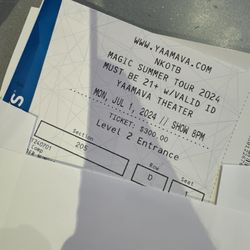 WWW.YAAMAVA.COM
NKOTB
MAGIC SUMMER TOUR 2024
MUST BE 21+ W/VALID ID
YAAMAVA THEATER
MON, JUL 1, 2024 // SHOW 8PM
TICKET: $300.00
Level 2 Entrance
Section
Row
205
D